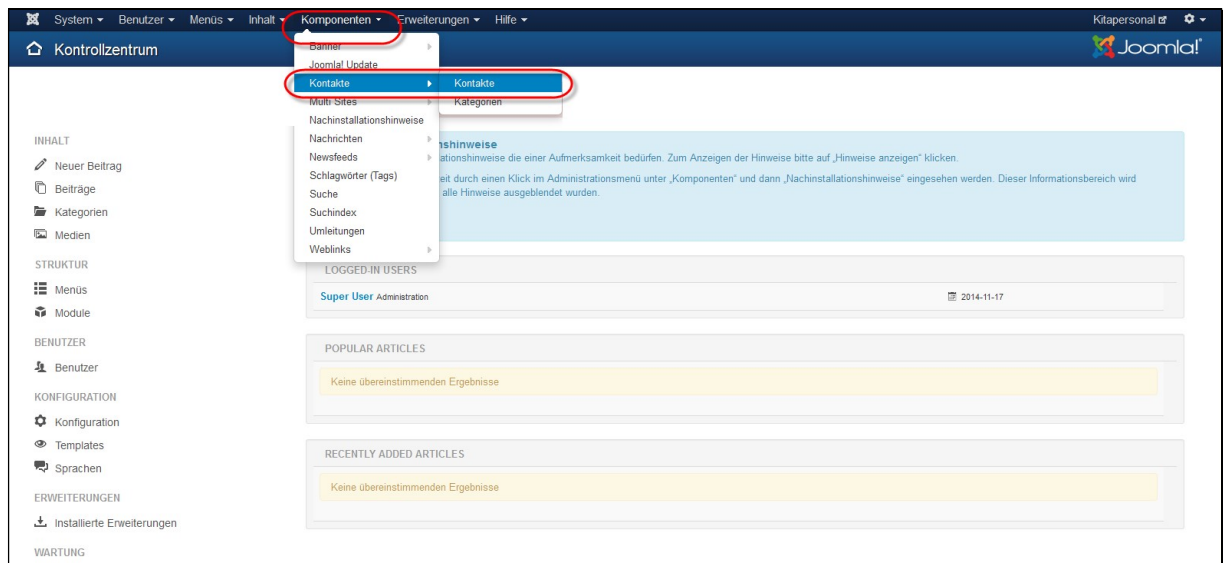 System Benutzer Menüs Inhalt Komponenten Erweiterungen Hilfe Kitapersonal
Kontrollzentrum Joomla!
Banner
Joomla! Update
Kontakte Kontakte
Multi Sites Kategorien
Nachinstallationshinweise
Nachrichten
Newsfeeds
Schlagwörter (Tags)
Suche
Suchindex
Umleitungen
Weblinks
INHALT
Neuer Beitrag
Beiträge
Kategorien
Medien
STRUKTUR
Menüs
Module
BENUTZER
Benutzer
KONFIGURATION
Konfiguration
Templates
Sprachen
ERWEITERUNGEN
Installierte Erweiterungen
WARTUNG
nshinweise
ationshinweise die einer Aufmerksamkeit bedürfen. Zum Anzeigen der Hinweise bitte auf „Hinweise anzeigen“ klicken.
eit durch einen Klick im Administrationsmenü unter „Komponenten“ und dann „Nachinstallationshinweise“ eingesehen werden. Dieser Informationsbereich wird
alle Hinweise ausgeblendet wurden.
LOGGED-IN USERS
Super User Administration 2014-11-17
POPULAR ARTICLES
Keine übereinstimmenden Ergebnisse
RECENTLY ADDED ARTICLES
Keine übereinstimmenden Ergebnisse